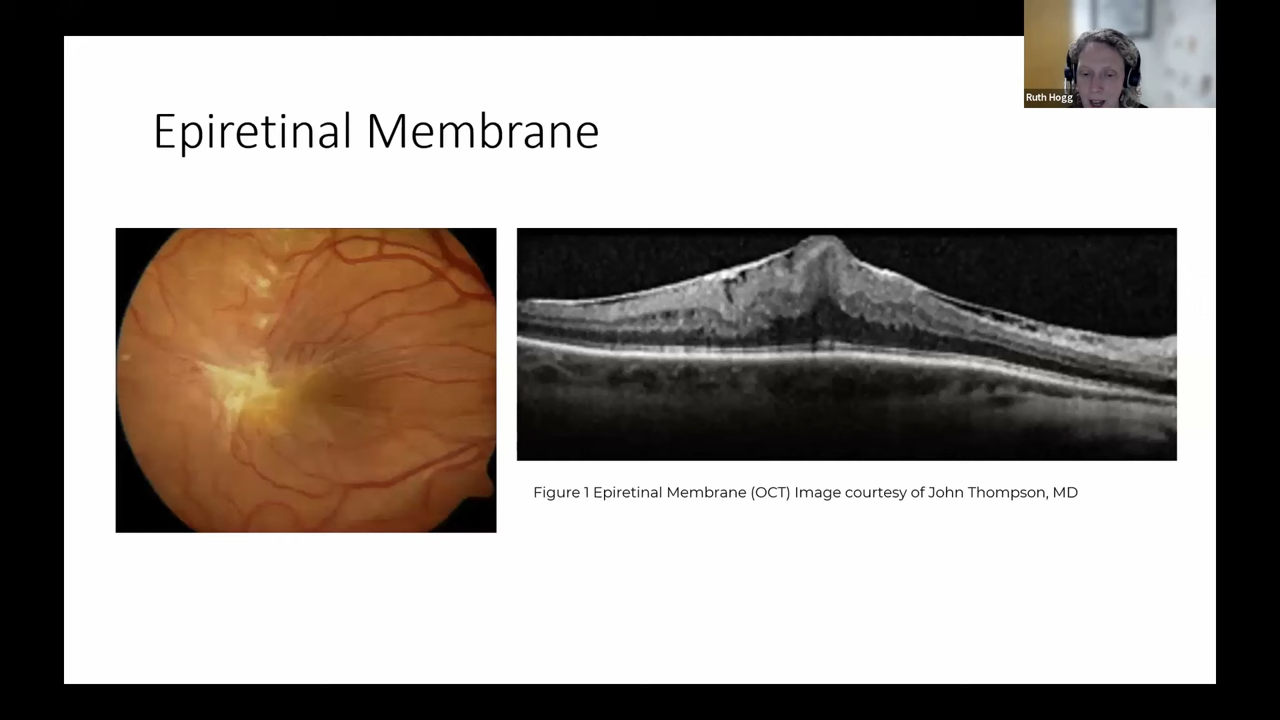 Ruth Hogg
Epiretinal Membrane
Figure 1 Epiretinal Membrane (OCT) Image courtesy of John Thompson, MD